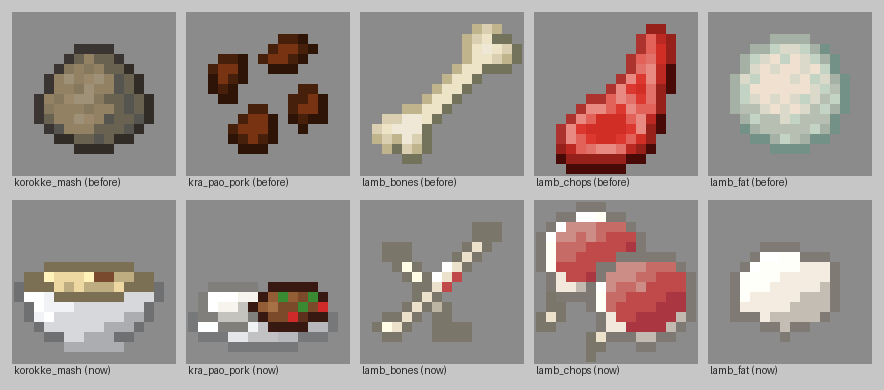 korokke_mash (before)
kra_pao_pork (before)
lamb_bones (before)
lamb_chops (before)
lamb_fat (before)
korokke_mash (now)
kra_pao_pork (now)
lamb_bones (now)
lamb_chops (now)
lamb_fat (now)